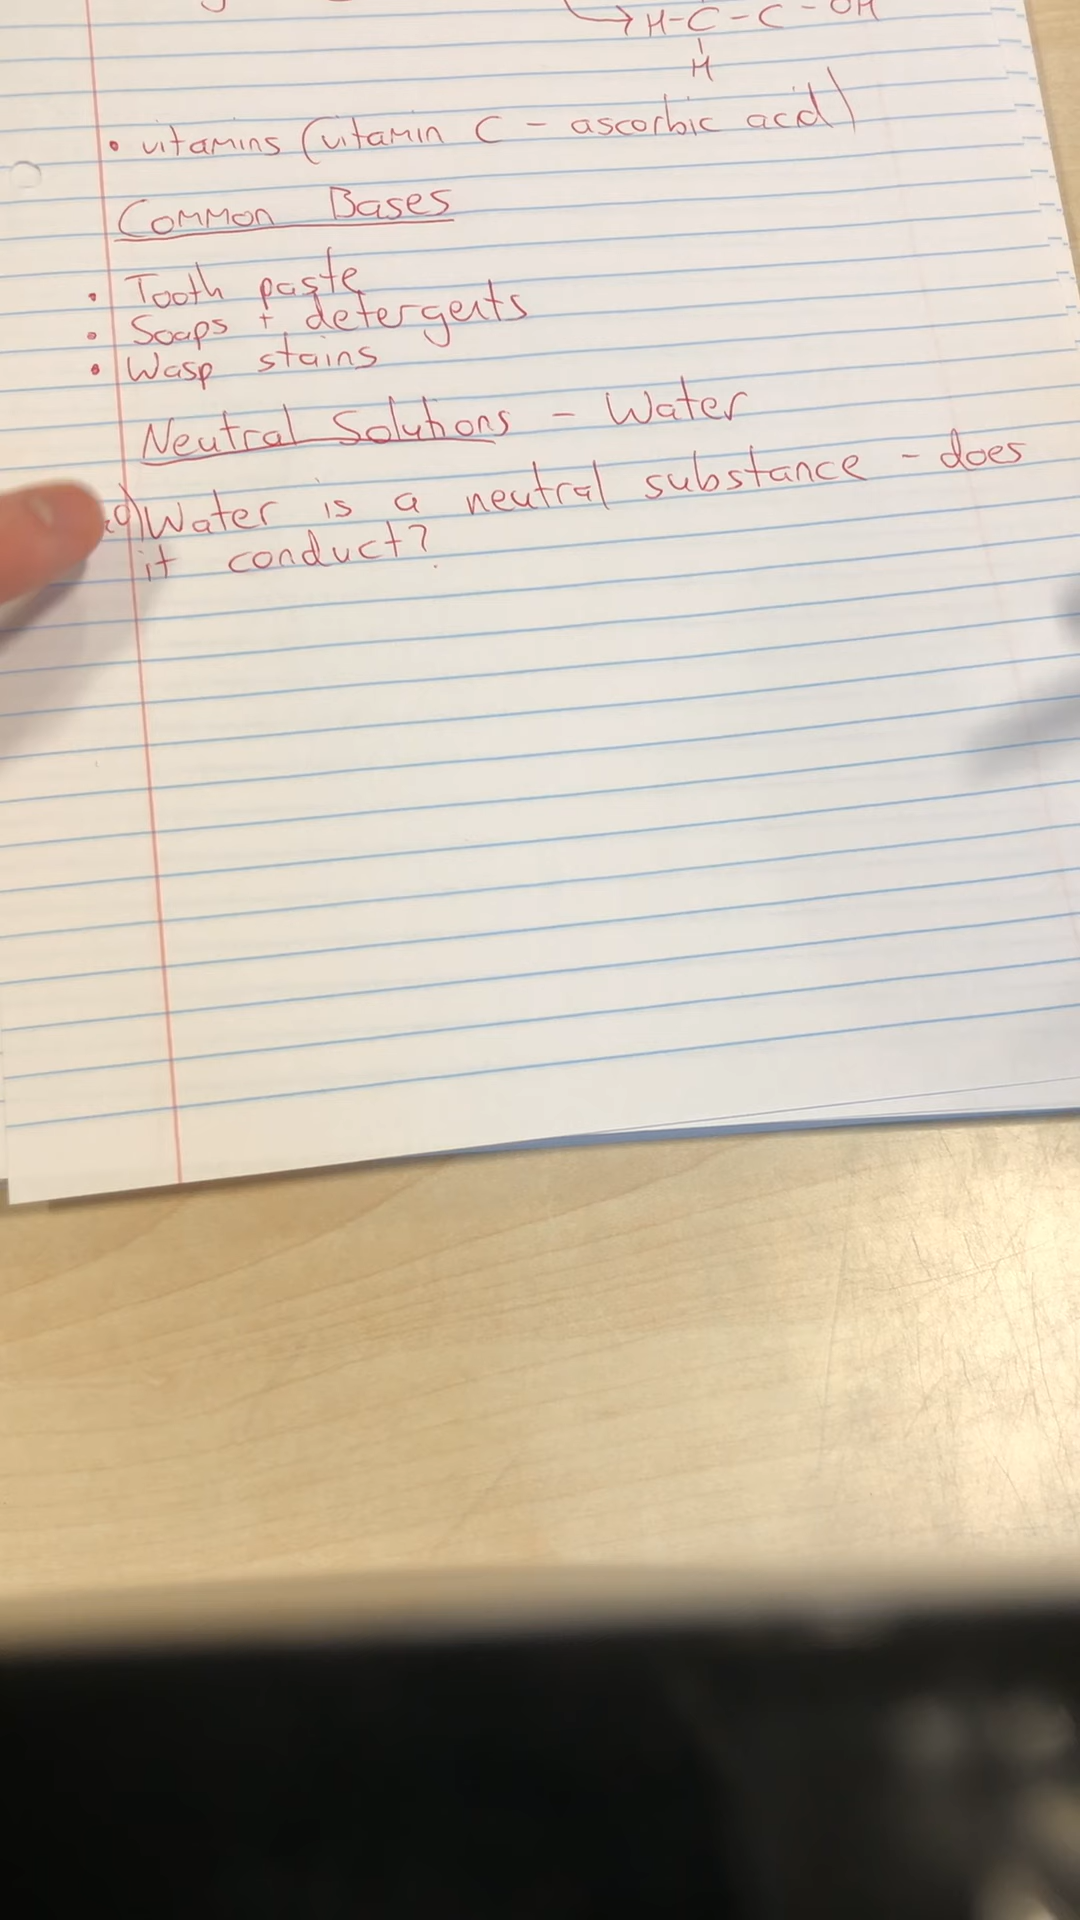 → H-C-C-OH
H
• vitamins (vitamin C - ascorbic acid)
Common Bases
• Tooth paste
• Soaps + detergents
• Wasp stains
Neutral Solutions - Water
Water is a neutral substance - does
it conduct?